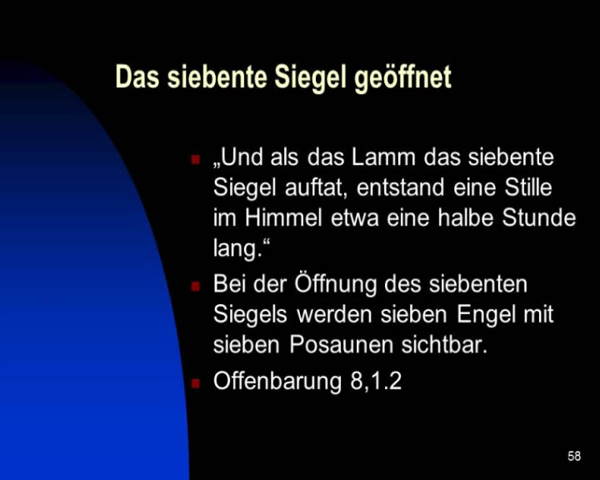 Das siebente Siegel geöffnet
„Und als das Lamm das siebente
Siegel auftat, entstand eine Stille
im Himmel etwa eine halbe Stunde
lang.“
Bei der Öffnung des siebenten
Siegels werden sieben Engel mit
sieben Posaunen sichtbar.
Offenbarung 8,1.2
58